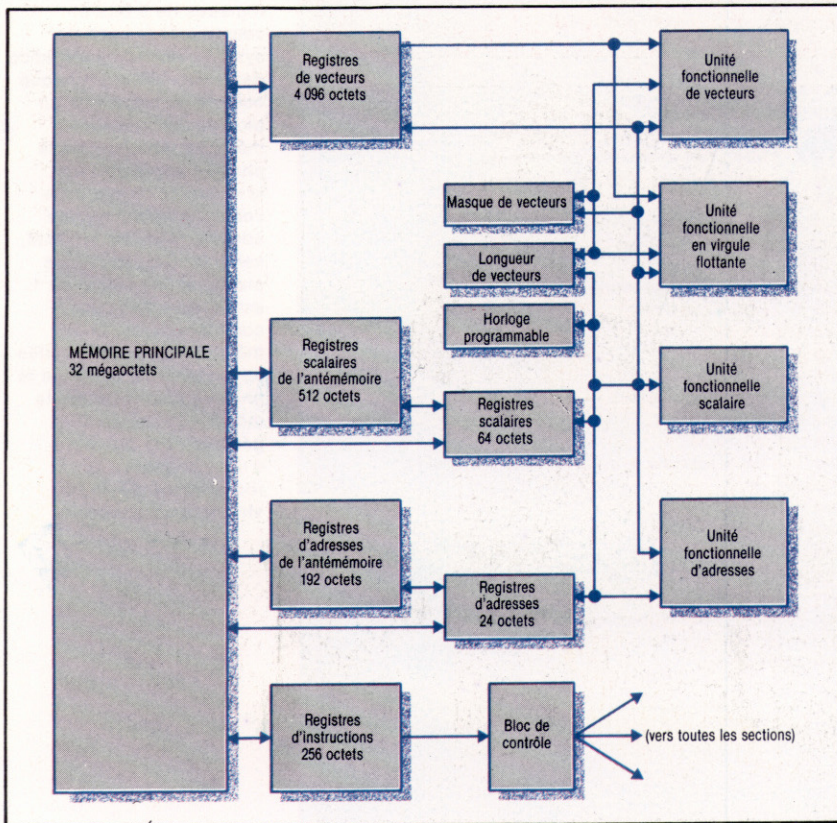 Registres
de vecteurs
4 096 octets
Unité
fonctionnelle
de vecteurs
Masque de vecteurs
Unité
fonctionnelle
en virgule
flottante
Longueur
de vecteurs
Horloge
programmable
MÉMOIRE PRINCIPALE
32 mégaoctets
Registres
scalaires
de l'antémémoire
512 octets
Registres
scalaires
64 octets
Unité
fonctionnelle
scalaire
Registres
d'adresses
de l'antémémoire
192 octets
Registres
d'adresses
24 octets
Unité
fonctionnelle
d'adresses
Registres
d'instructions
256 octets
Bloc de
contrôle
(vers toutes les sections)